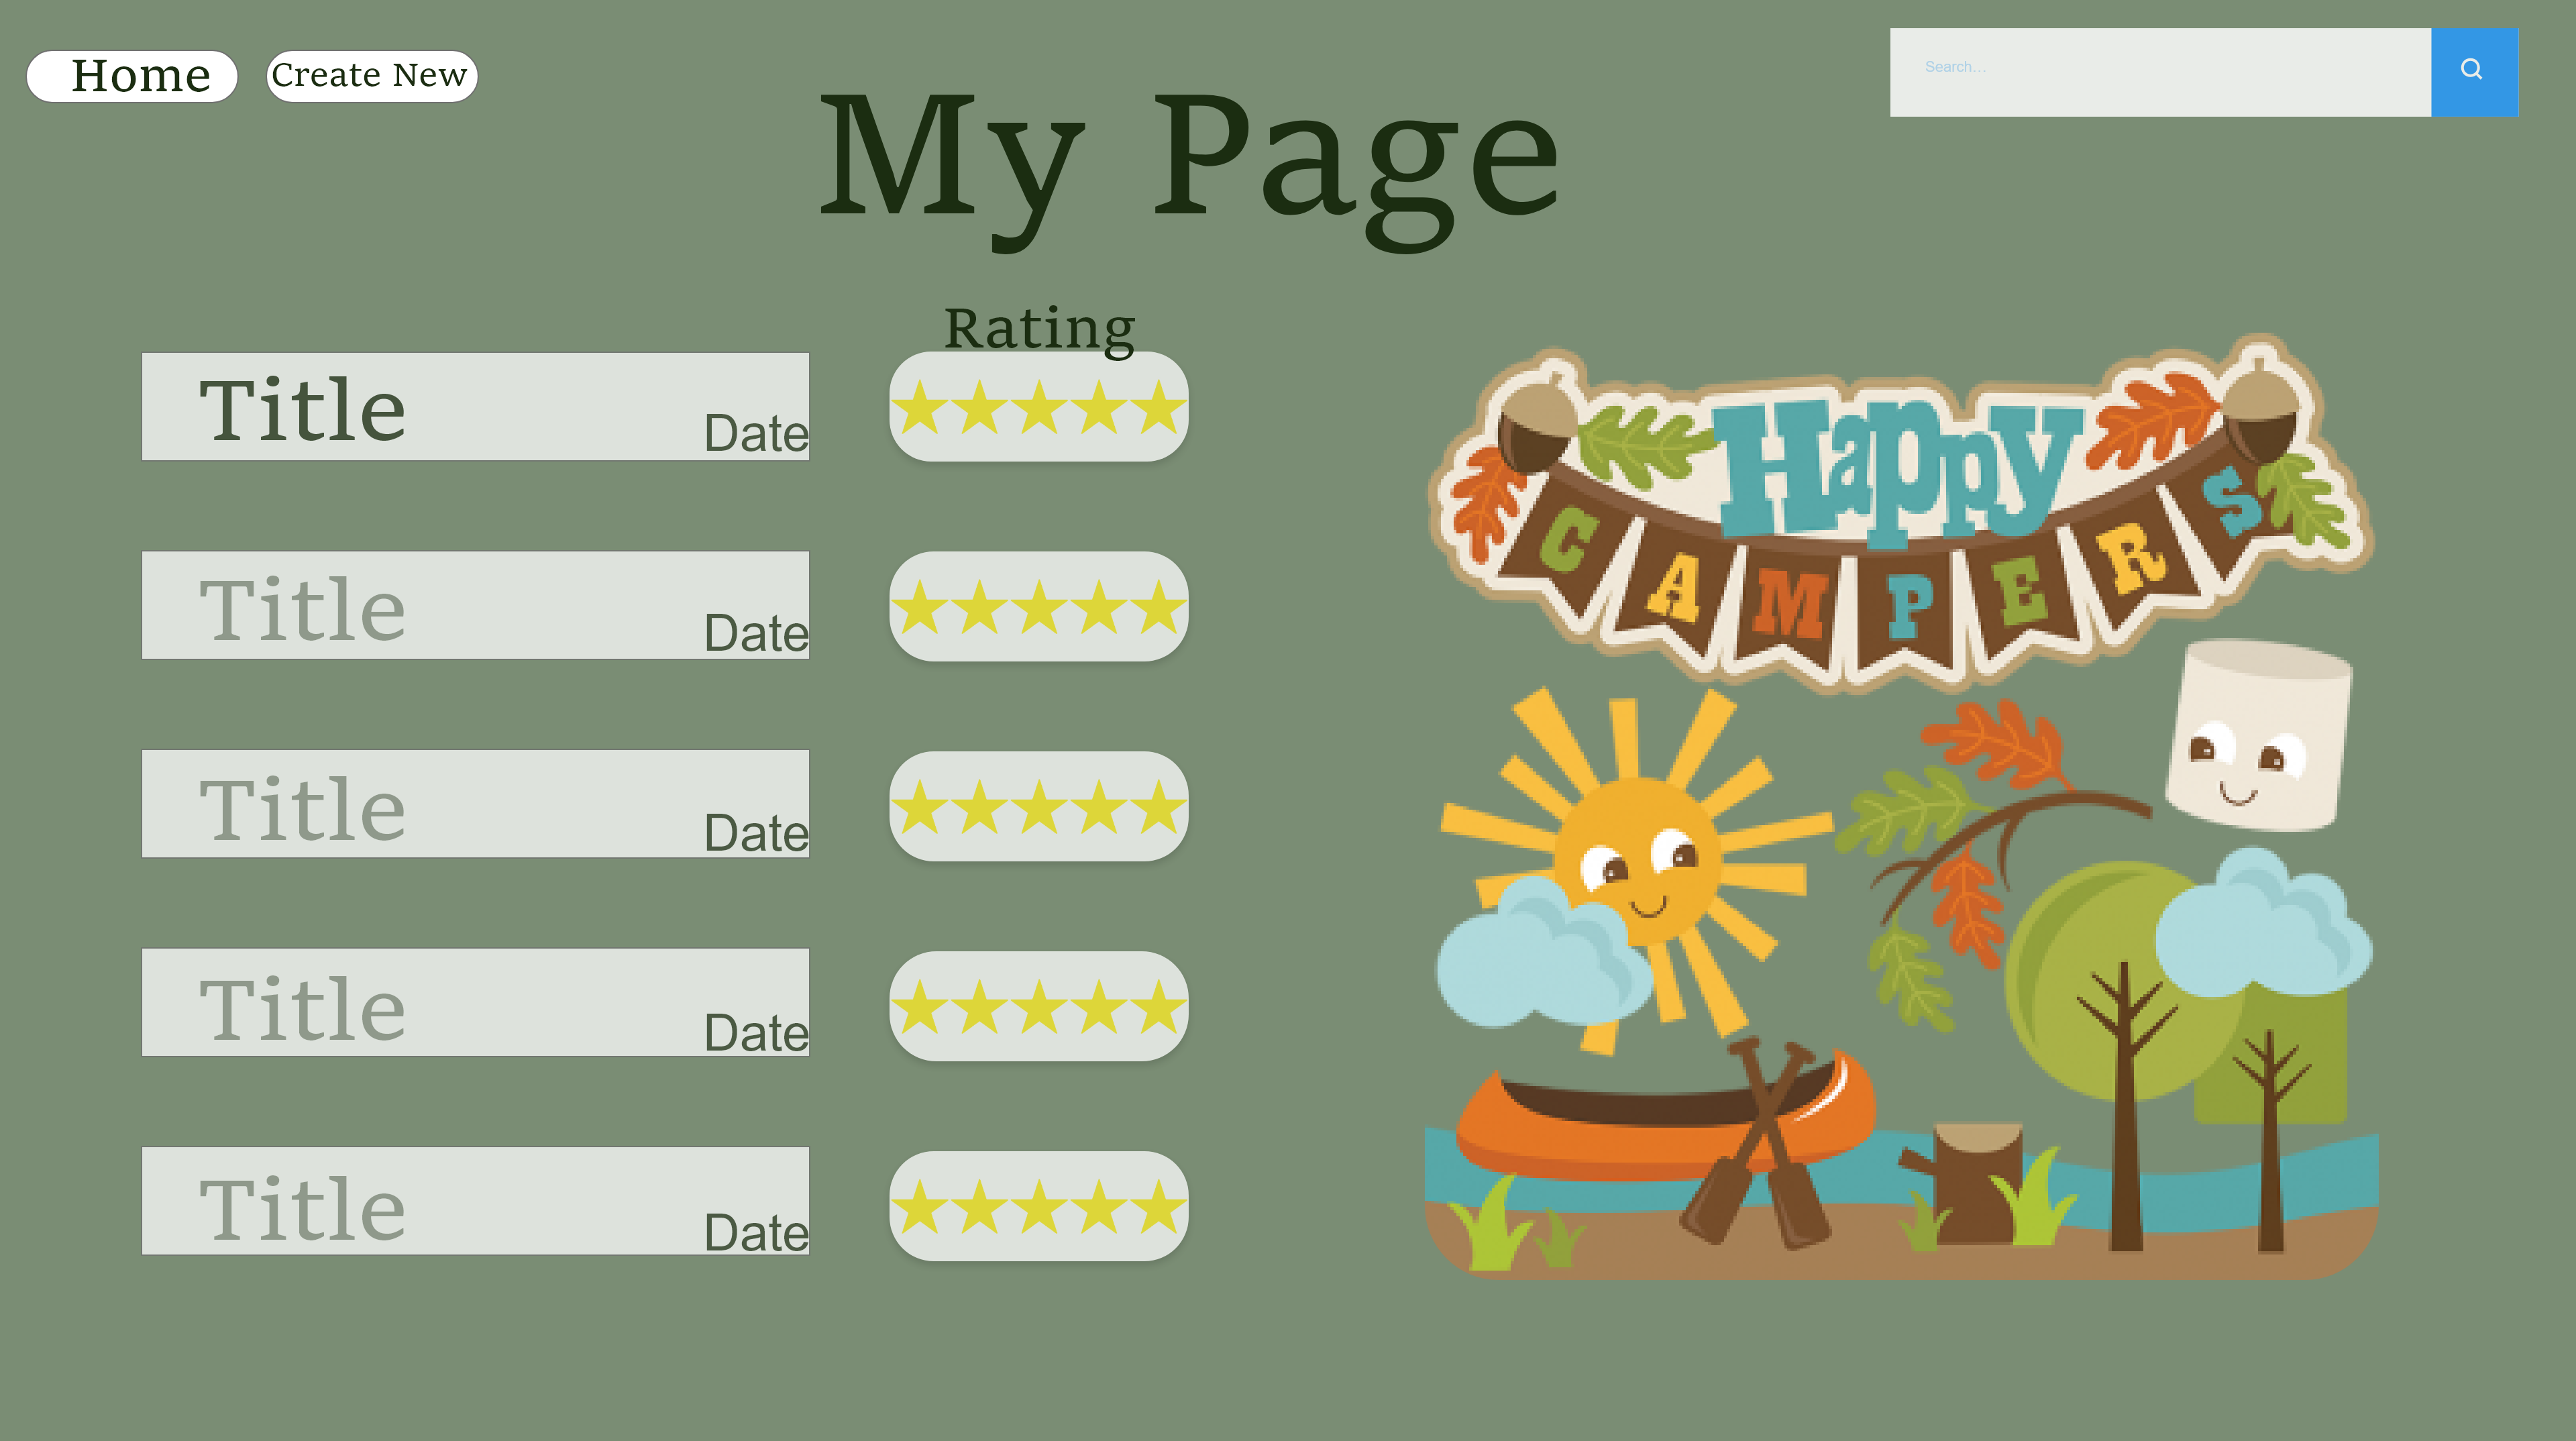 Home
Create New
Search...
My Page
Rating
Title
Date
Title
Date
Title
Date
Title
Date
Title
Date
Happy
CAMPERS